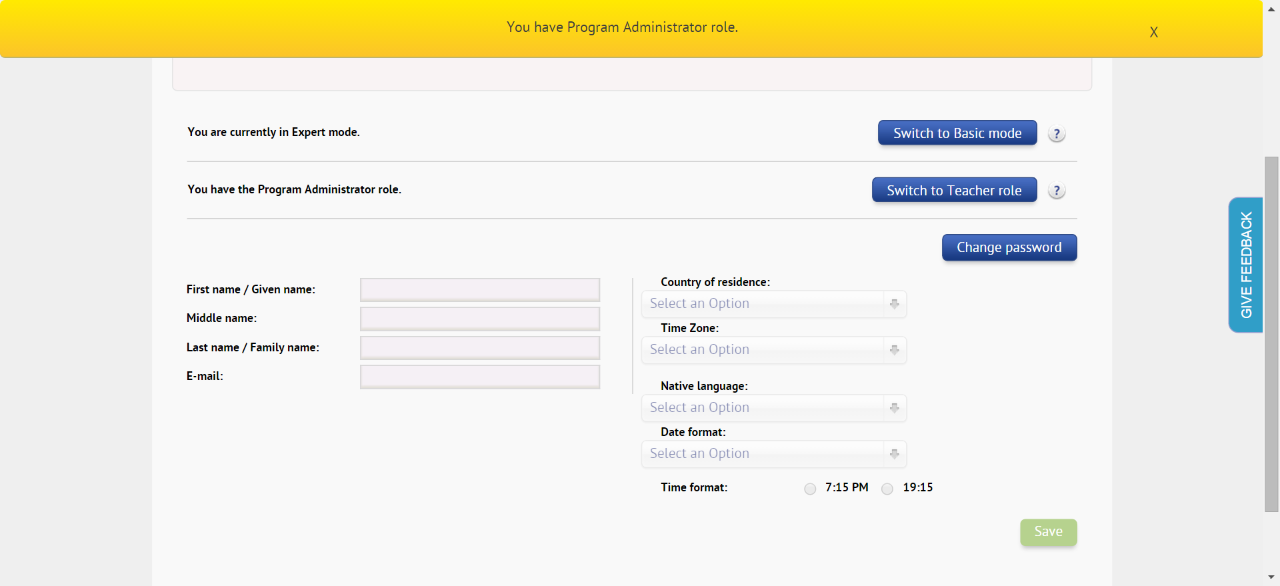 You have Program Administrator role.
X
You are currently in Expert mode.
Switch to Basic mode
?
You have the Program Administrator role.
Switch to Teacher role
?
Change password
First name / Given name:
Middle name:
Last name / Family name:
E-mail:
Country of residence:
Select an Option
Time Zone:
Select an Option
Native language:
Select an Option
Date format:
Select an Option
Time format:
7:15 PM
19:15
Save
GIVE FEEDBACK